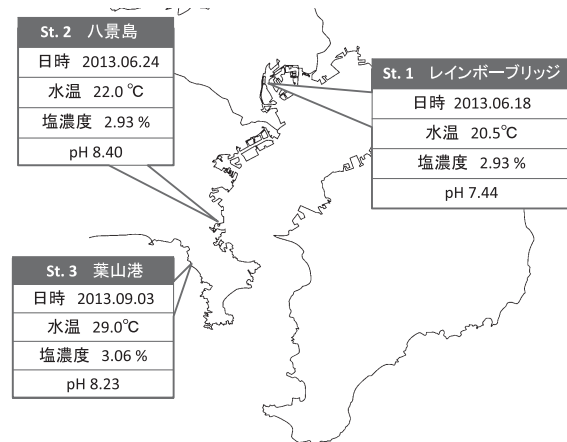 St. 2 八景島
日時 2013.06.24
水温 22.0 ℃
塩濃度 2.93 %
pH 8.40
St. 1 レインボーブリッジ
日時 2013.06.18
水温 20.5℃
塩濃度 2.93 %
pH 7.44
St. 3 葉山港
日時 2013.09.03
水温 29.0℃
塩濃度 3.06 %
pH 8.23